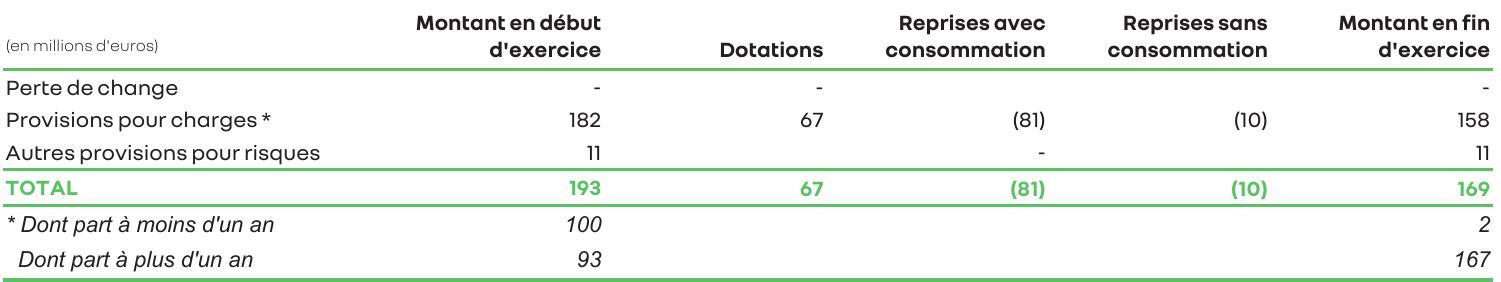 (en millions d'euros) Montant en début d'exercice Dotations Reprises avec consommation Reprises sans consommation Montant en fin d'exercice
Perte de change - - -
Provisions pour charges * 182 67 (81) (10) 158
Autres provisions pour risques 11 - 11
TOTAL 193 67 (81) (10) 169
* Dont part à moins d'un an 100 2
Dont part à plus d'un an 93 167